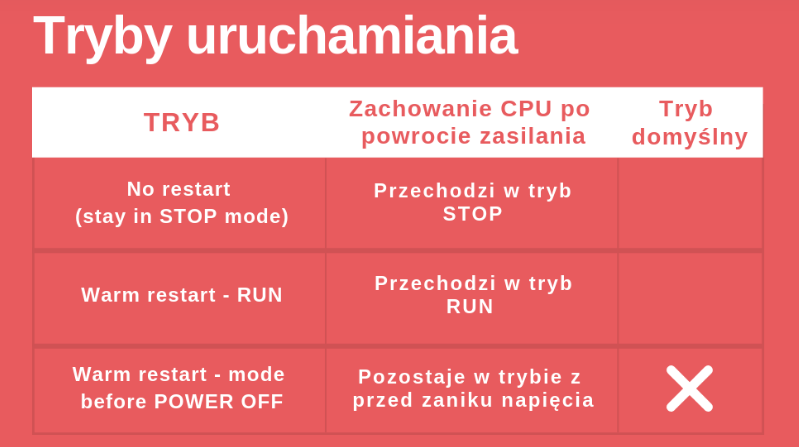 Tryby uruchamiania
TRYB
Zachowanie CPU po
powrocie zasilania
Tryb
domyślny
No restart
(stay in STOP mode)
Przechodzi w tryb
STOP
Warm restart - RUN
Przechodzi w tryb
RUN
Warm restart - mode
before POWER OFF
Pozostaje w trybie z
przed zaniku napięcia